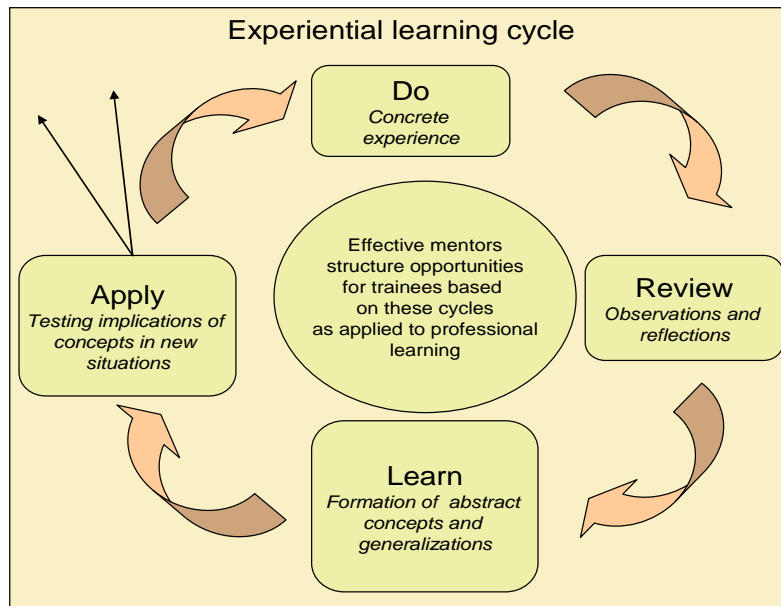 Experiential learning cycle
Do
Concrete
experience
Effective mentors
structure opportunities
for trainees based
on these cycles
as applied to professional
learning
Apply
Testing implications of
concepts in new
situations
Review
Observations and
reflections
Learn
Formation of abstract
concepts and
generalizations